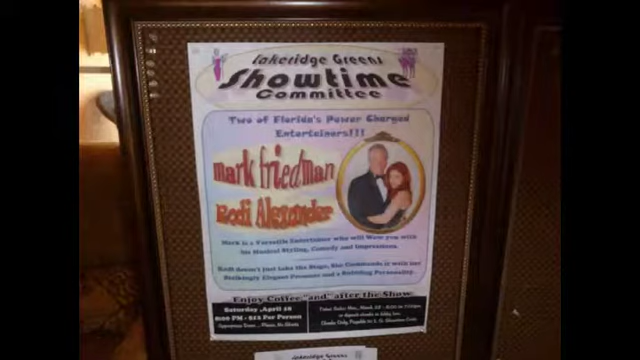 Lakeridge Greens
Showtime
Committee
Two of Florida's Power Charged
Entertainers!!!
mark friedman
Rodi Alexander
Mark is a Versatile Entertainer who will Wow you with
his Musical Styling, Comedy and Impressions.
Rodi doesn't just take the Stage, She Commands it with her
Strikingly Elegant Presence and a Bubbling Personality.
Enjoy Coffee "and" after the Show
Saturday, April
8:00 PM - $12 Per Person
Lakeridge Greens